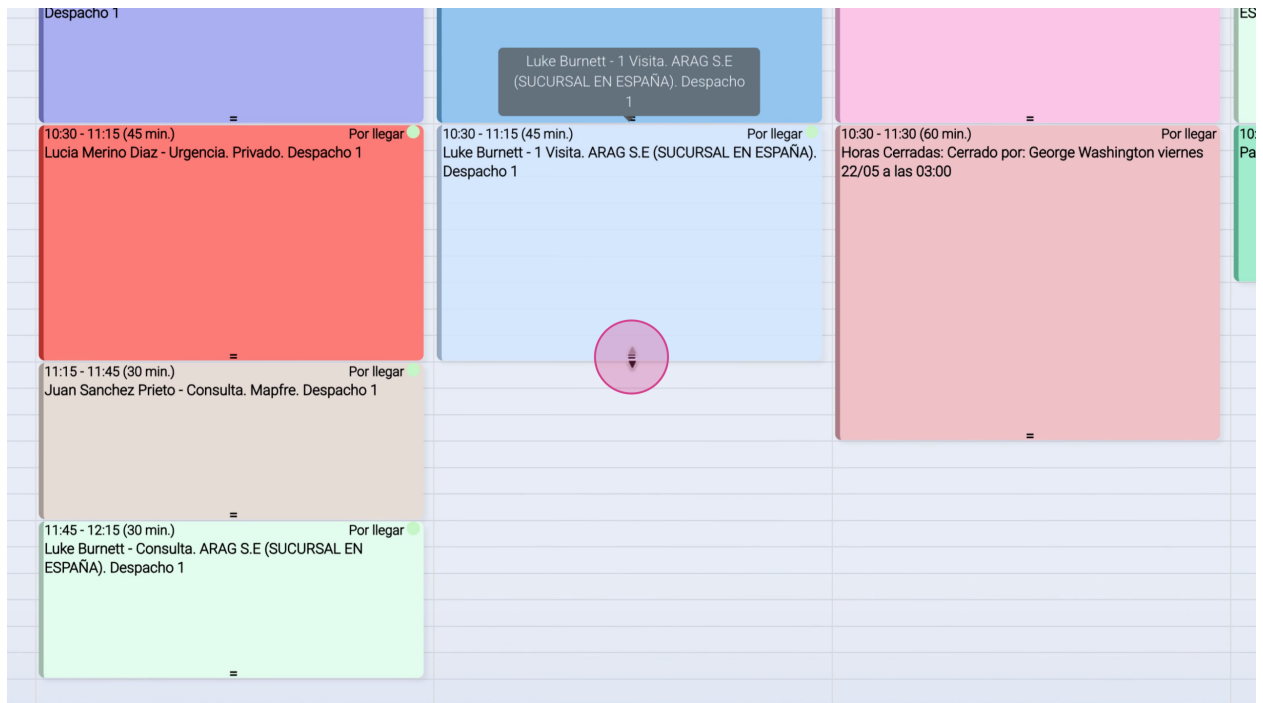 Despacho 1
Luke Burnett - 1 Visita. ARAG S.E
(SUCURSAL EN ESPAÑA). Despacho
1
ES
=
=
=
10:30 - 11:15 (45 min.) Por llegar
Lucia Merino Diaz - Urgencia. Privado. Despacho 1
=
10:30 - 11:15 (45 min.) Por llegar
Luke Burnett - 1 Visita. ARAG S.E (SUCURSAL EN ESPAÑA).
Despacho 1
=
10:30 - 11:30 (60 min.) Por llegar
Horas Cerradas: Cerrado por: George Washington viernes
22/05 a las 03:00
=
10:
Pa
11:15 - 11:45 (30 min.) Por llegar
Juan Sanchez Prieto - Consulta. Mapfre. Despacho 1
=
11:45 - 12:15 (30 min.) Por llegar
Luke Burnett - Consulta. ARAG S.E (SUCURSAL EN
ESPAÑA). Despacho 1
=